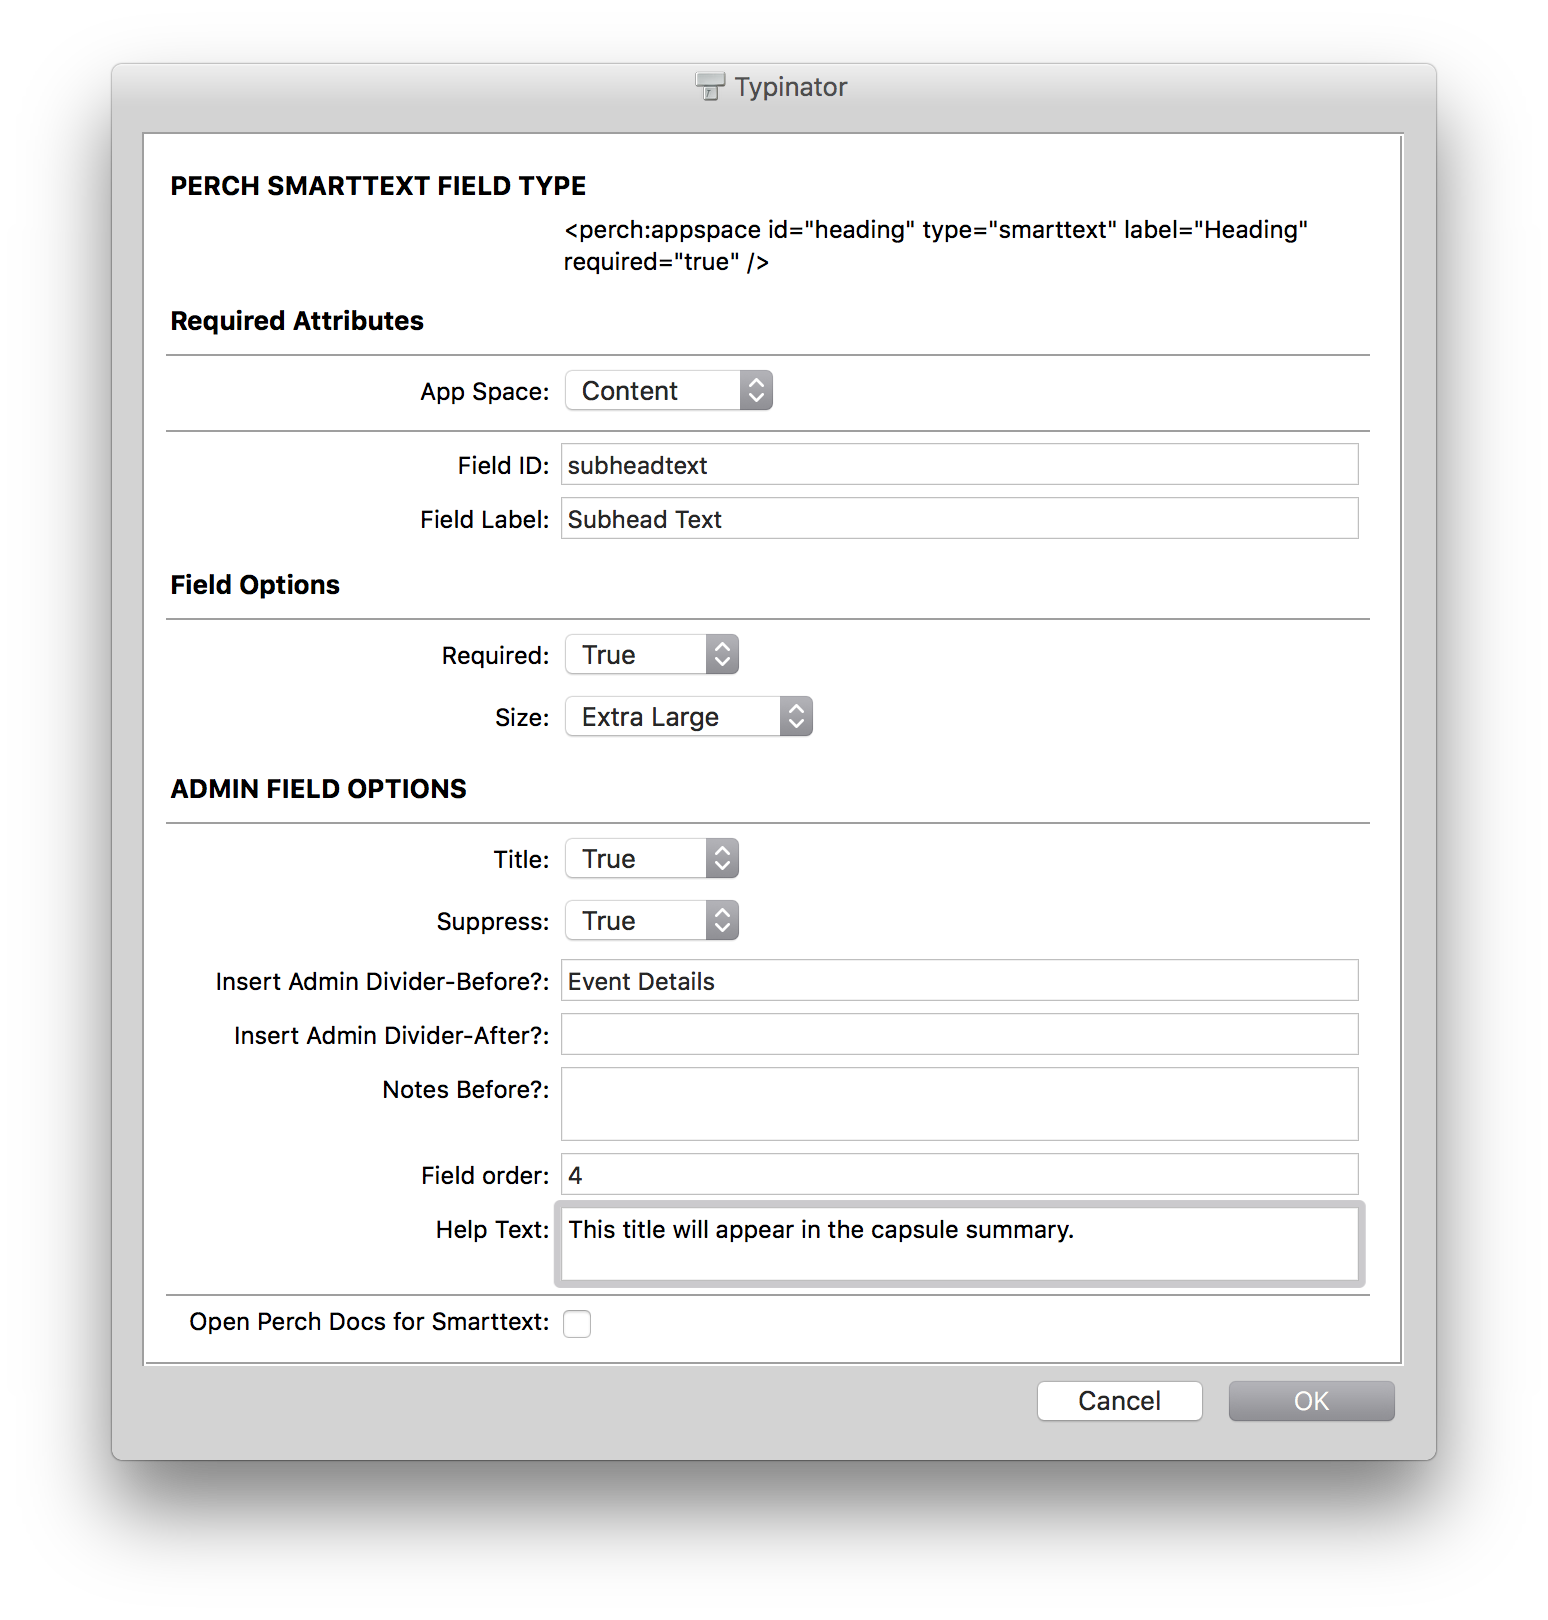 Typinator
PERCH SMARTTEXT FIELD TYPE
<perch:appspace id="heading" type="smarttext" label="Heading"
required="true" />
Required Attributes
App Space: Content
Field ID: subheadtext
Field Label: Subhead Text
Field Options
Required: True
Size: Extra Large
ADMIN FIELD OPTIONS
Title: True
Suppress: True
Insert Admin Divider-Before?: Event Details
Insert Admin Divider-After?:
Notes Before?:
Field order: 4
Help Text: This title will appear in the capsule summary.
Open Perch Docs for Smarttext:
Cancel OK